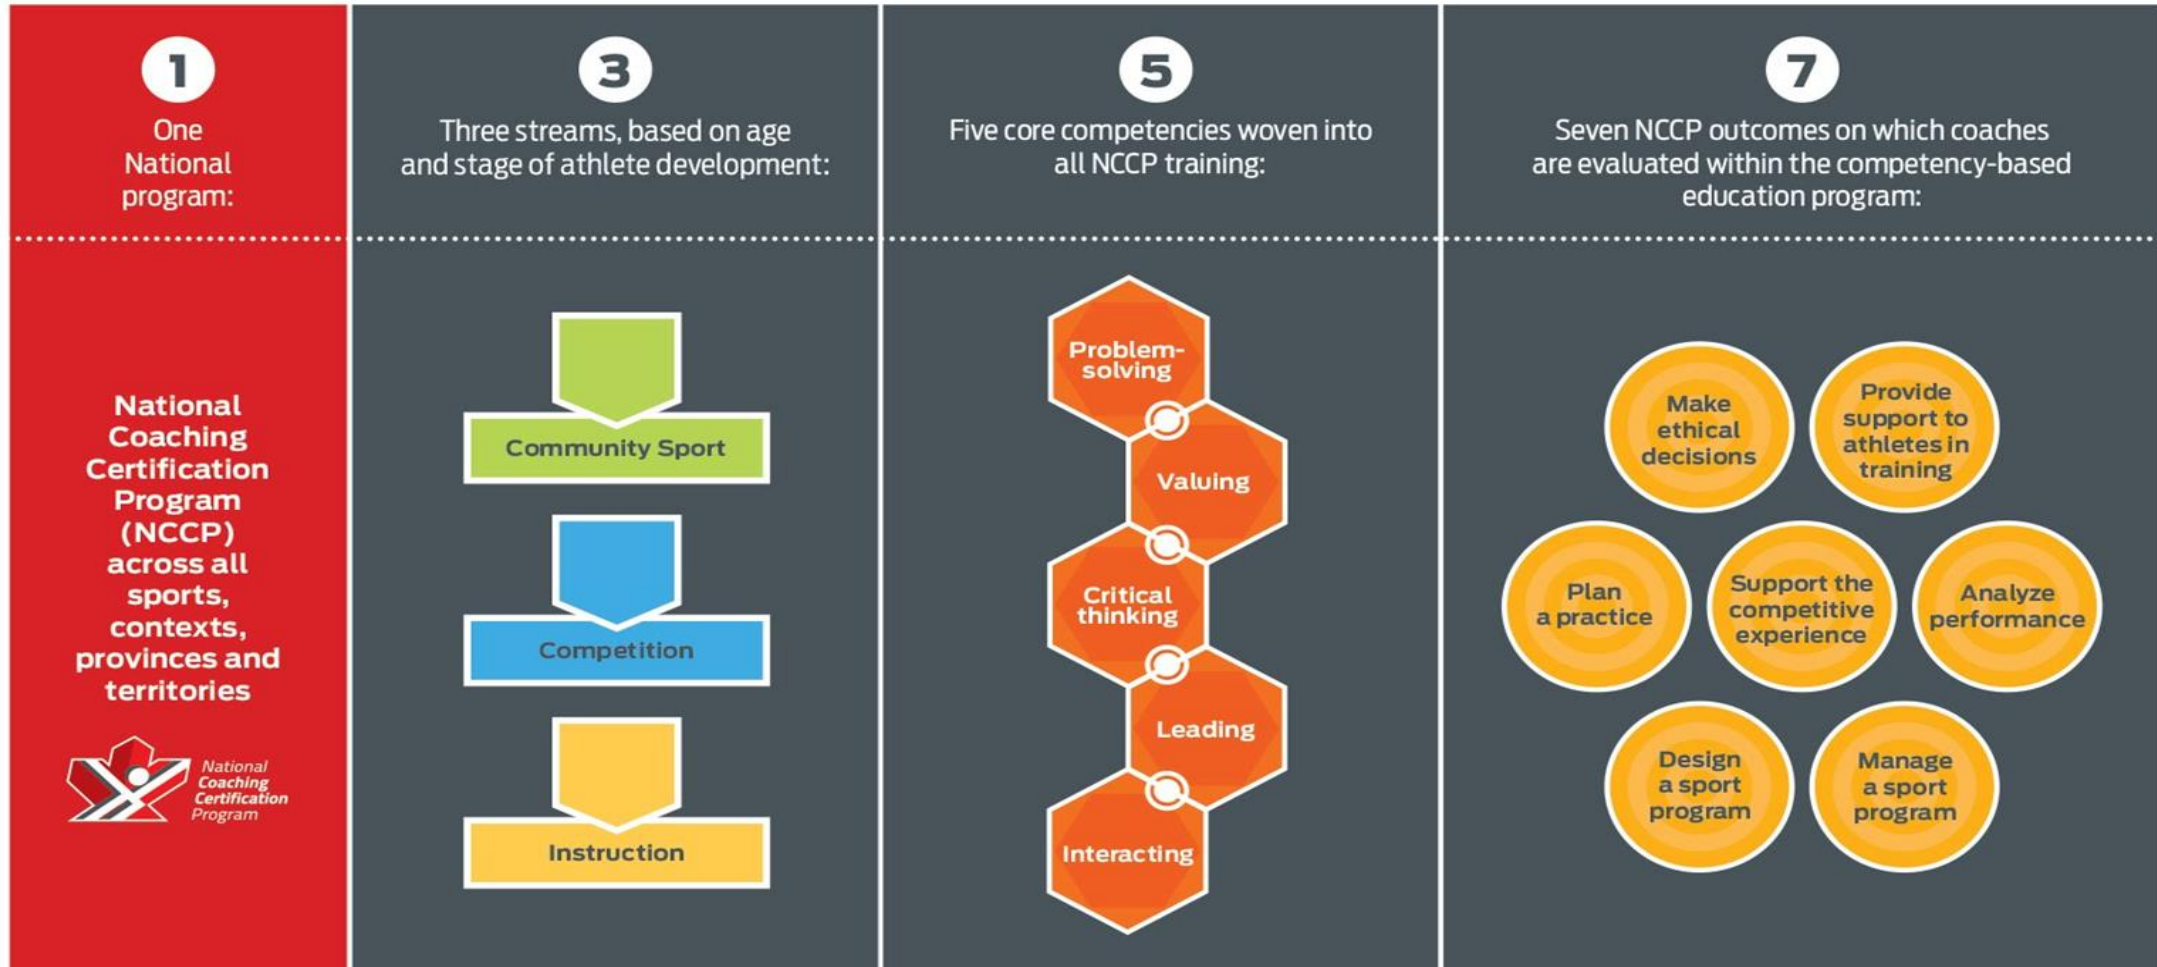 1
One
National
program:
National
Coaching
Certification
Program
(NCCP)
across all
sports,
contexts,
provinces and
territories
National
Coaching
Certification
Program
3
Three streams, based on age
and stage of athlete development:
Community Sport
Competition
Instruction
5
Five core competencies woven into
all NCCP training:
Problem-
solving
Valuing
Critical
thinking
Leading
Interacting
7
Seven NCCP outcomes on which coaches
are evaluated within the competency-based
education program:
Make
ethical
decisions
Provide
support to
athletes in
training
Plan
a practice
Support the
competitive
experience
Analyze
performance
Design
a sport
program
Manage
a sport
program